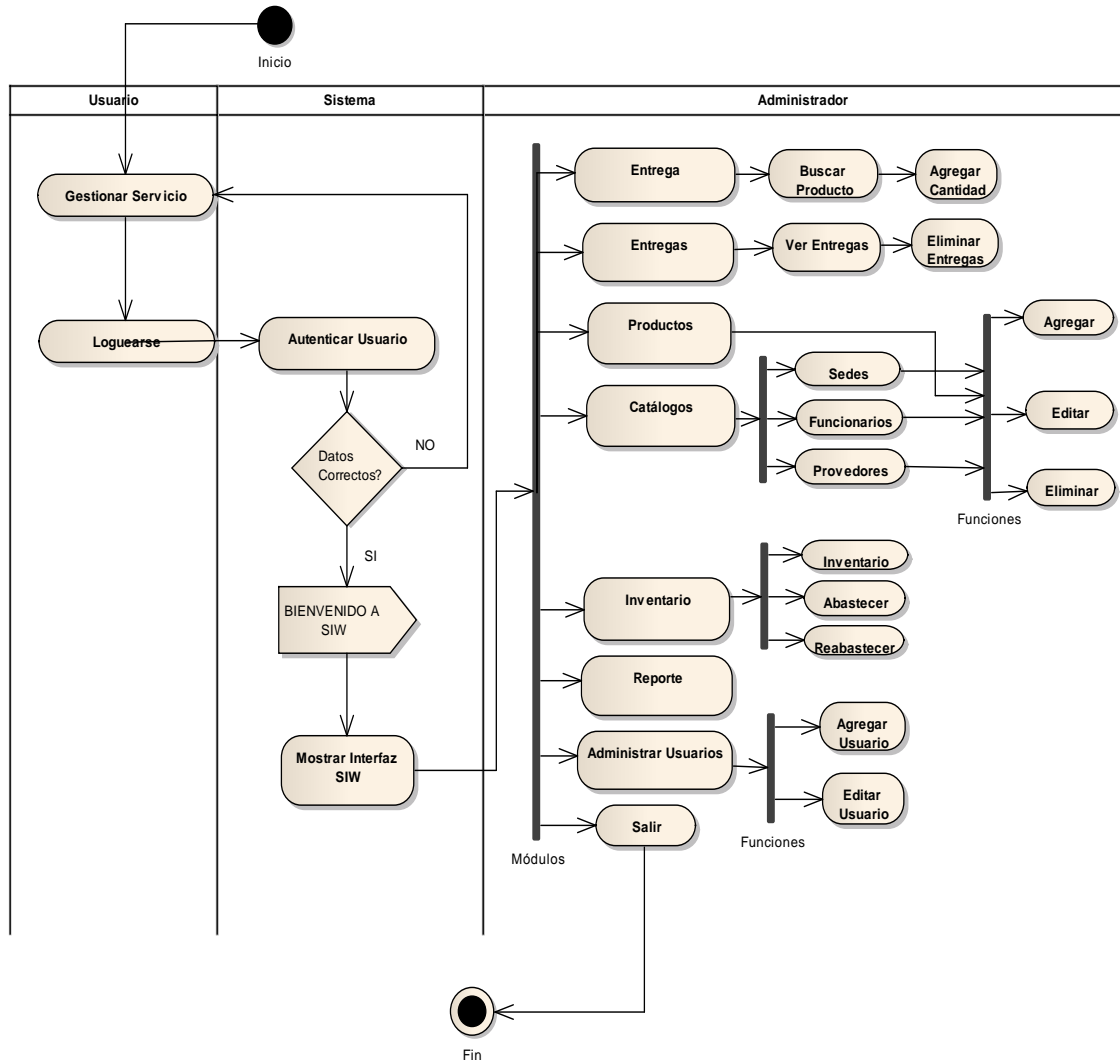 Inicio
Usuario
Sistema
Administrador
Gestionar Servicio
Loguearse
Autenticar Usuario
Datos
Correctos?
NO
SI
BIENVENIDO A
SIW
Mostrar Interfaz
SIW
Entrega
Buscar
Producto
Agregar
Cantidad
Entregas
Ver Entregas
Eliminar
Entregas
Productos
Catálogos
Sedes
Funcionarios
Provedores
Agregar
Editar
Eliminar
Funciones
Inventario
Inventario
Abastecer
Reabastecer
Reporte
Administrar Usuarios
Agregar
Usuario
Editar
Usuario
Funciones
Salir
Módulos
Fin